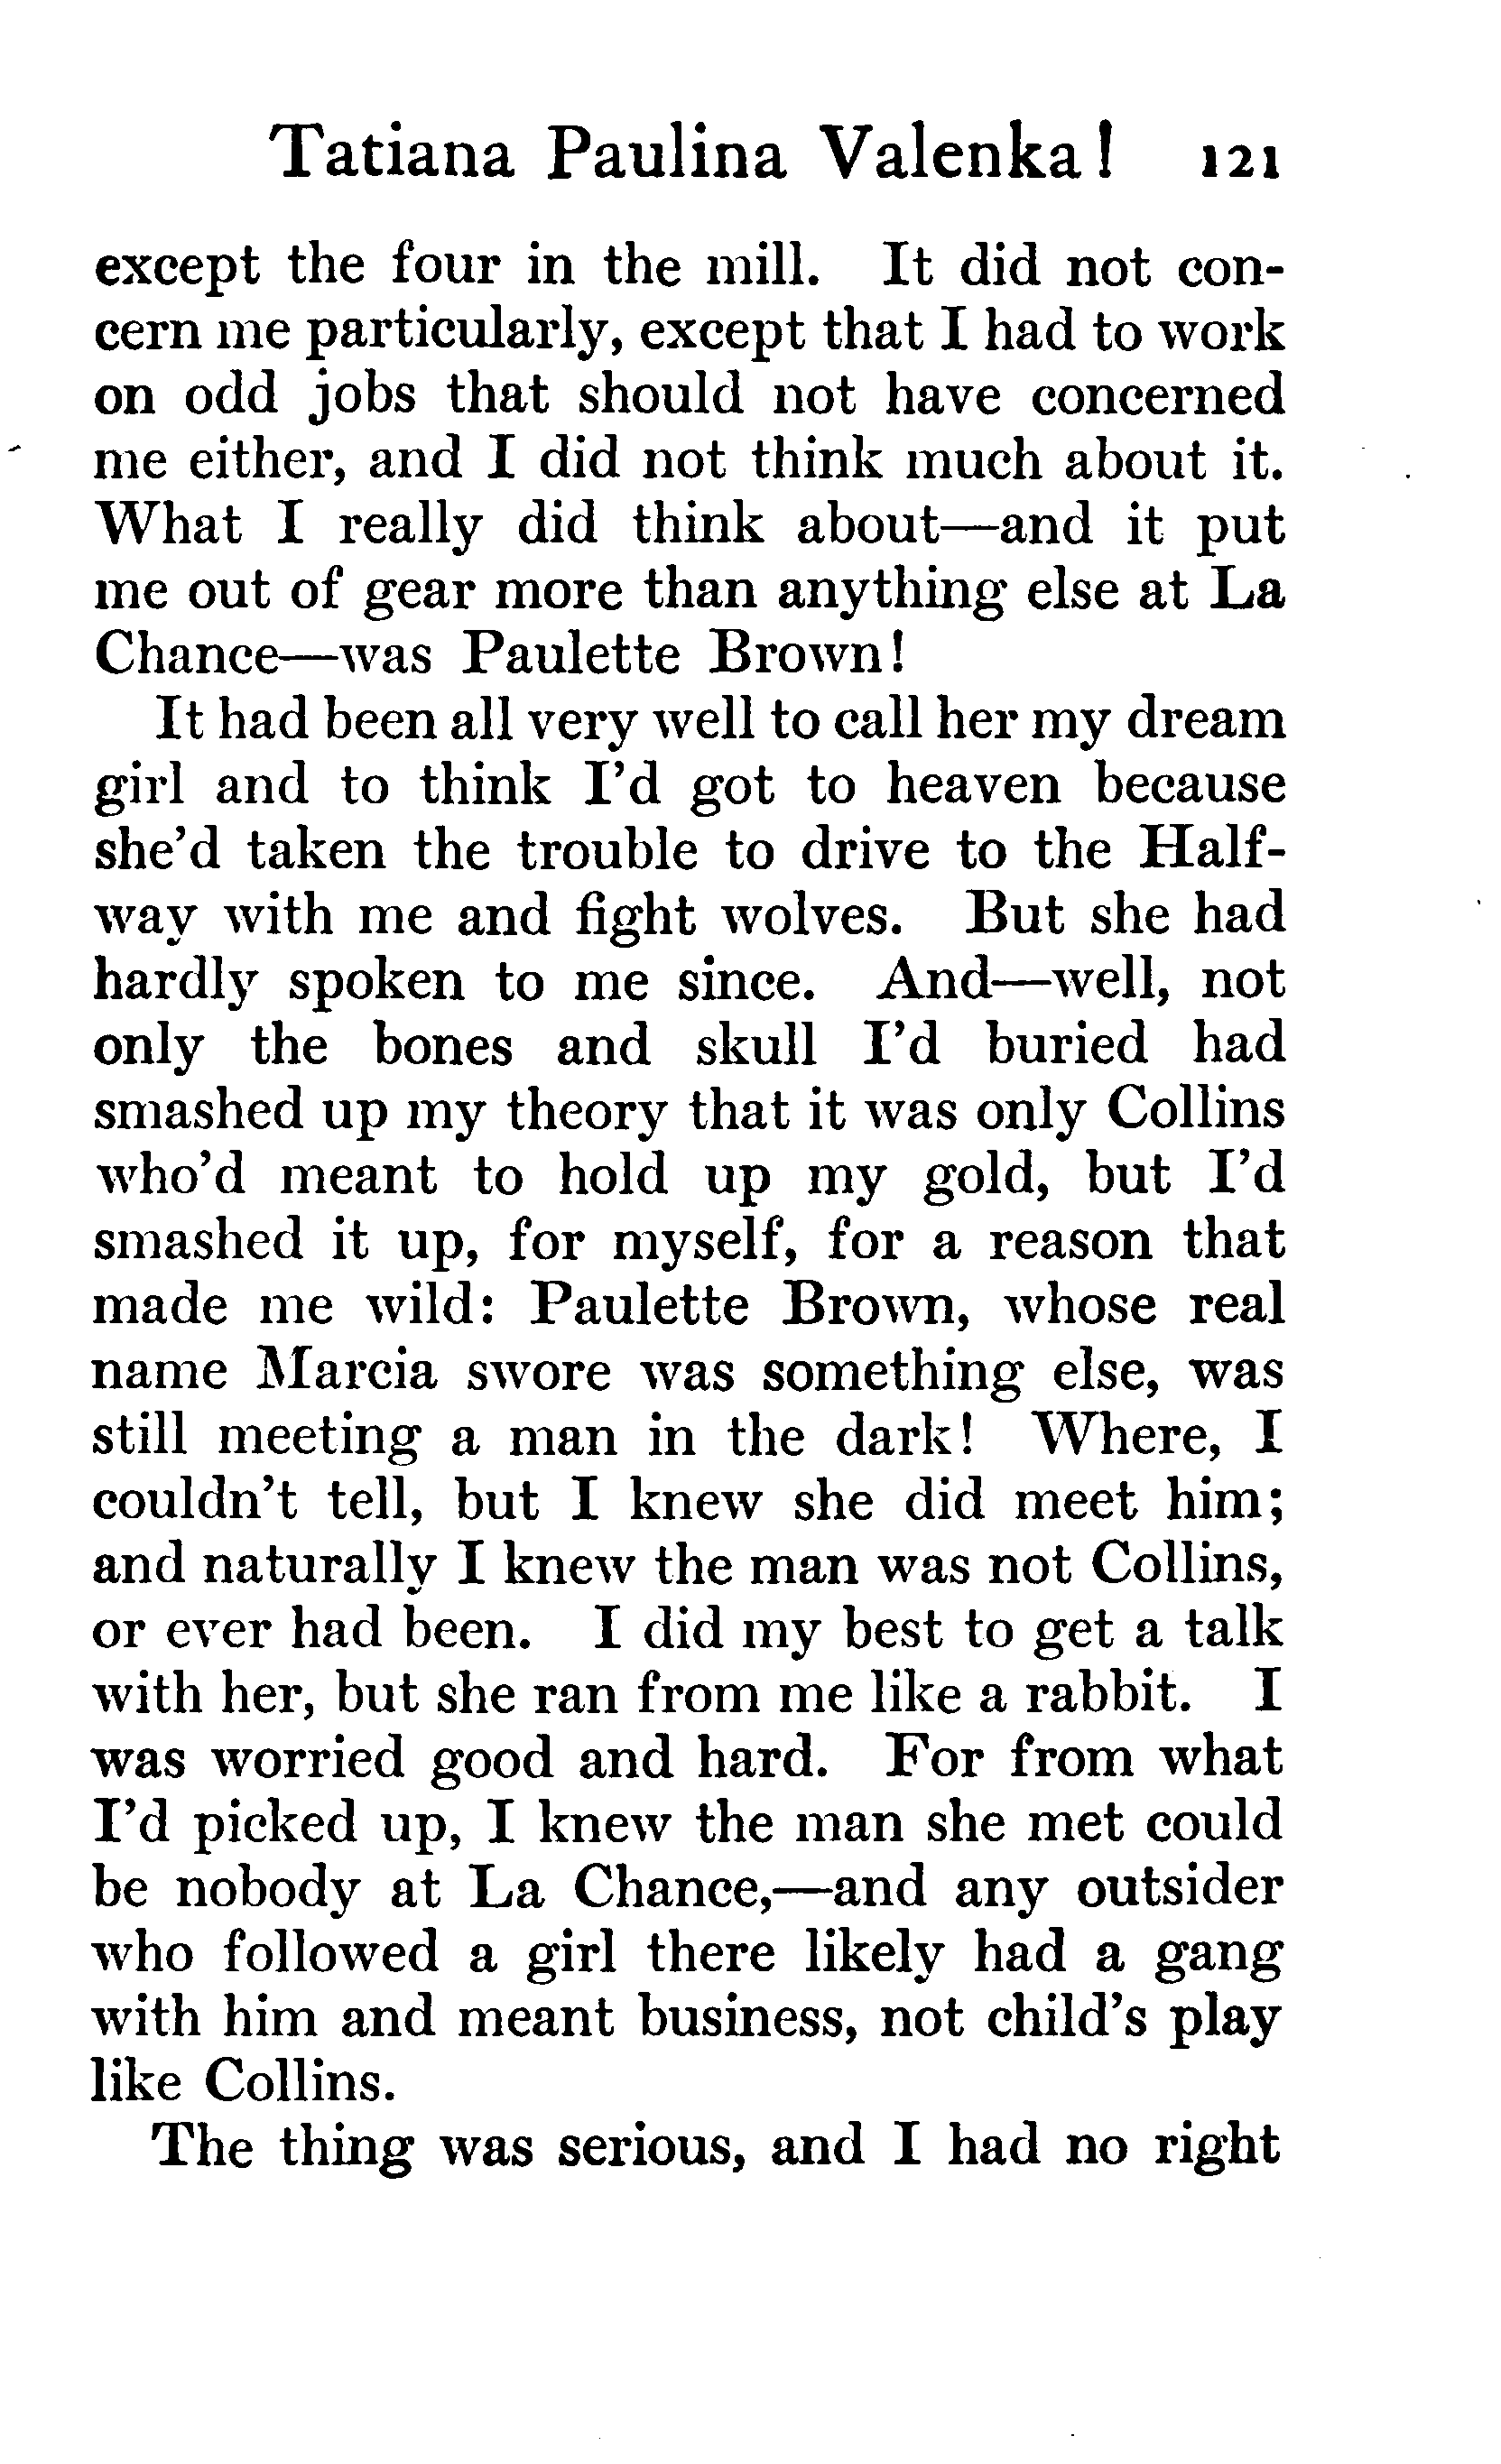 Tatiana Paulina Valenka! 121
except the four in the mill. It did not con-
cern me particularly, except that I had to work
on odd jobs that should not have concerned
me either, and I did not think much about it.
What I really did think about—and it put
me out of gear more than anything else at La
Chance—was Paulette Brown!
It had been all very well to call her my dream
girl and to think I'd got to heaven because
she'd taken the trouble to drive to the Half-
way with me and fight wolves. But she had
hardly spoken to me since. And—well, not
only the bones and skull I'd buried had
smashed up my theory that it was only Collins
who'd meant to hold up my gold, but I'd
smashed it up, for myself, for a reason that
made me wild: Paulette Brown, whose real
name Marcia swore was something else, was
still meeting a man in the dark! Where, I
couldn't tell, but I knew she did meet him;
and naturally I knew the man was not Collins,
or ever had been. I did my best to get a talk
with her, but she ran from me like a rabbit. I
was worried good and hard. For from what
I'd picked up, I knew the man she met could
be nobody at La Chance,—and any outsider
who followed a girl there likely had a gang
with him and meant business, not child's play
like Collins.
The thing was serious, and I had no right